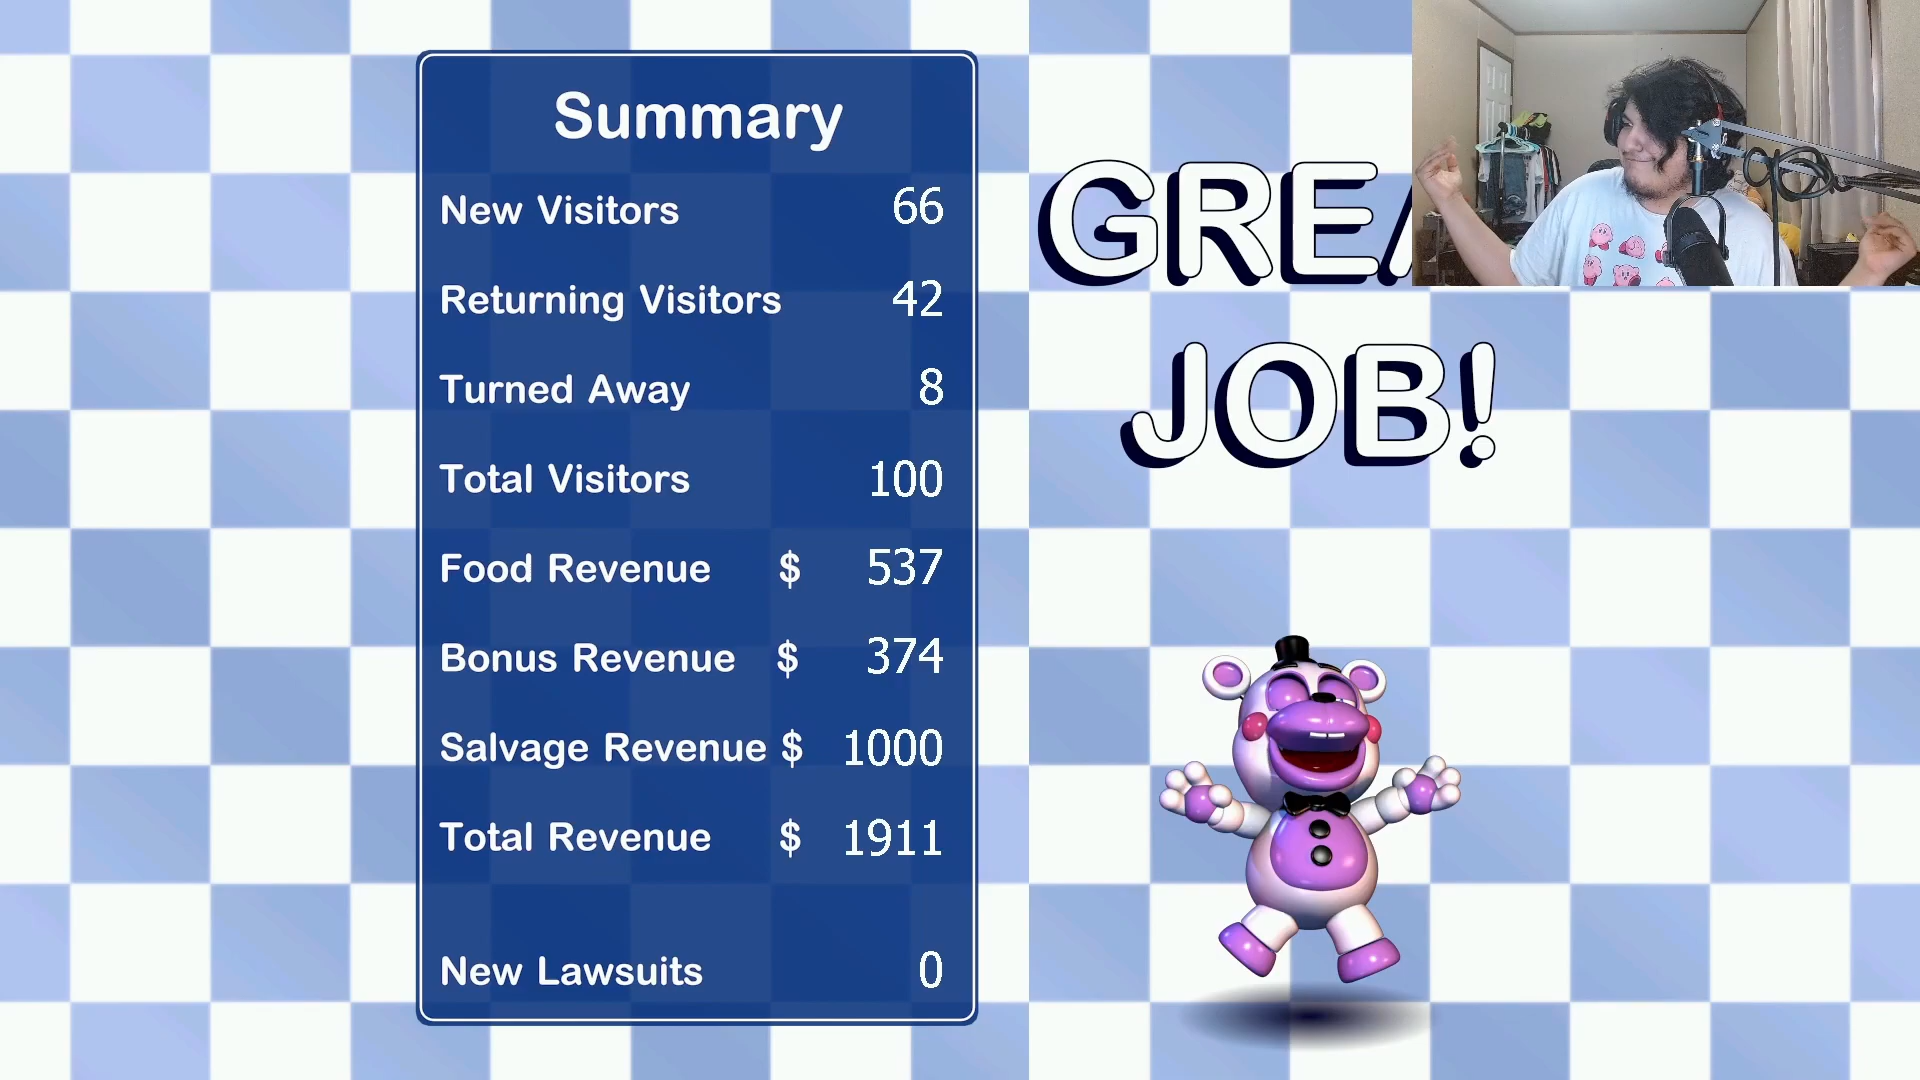 Summary
New Visitors 66
Returning Visitors 42
Turned Away 8
Total Visitors 100
Food Revenue $ 537
Bonus Revenue $ 374
Salvage Revenue $ 1000
Total Revenue $ 1911
New Lawsuits 0
JOB!